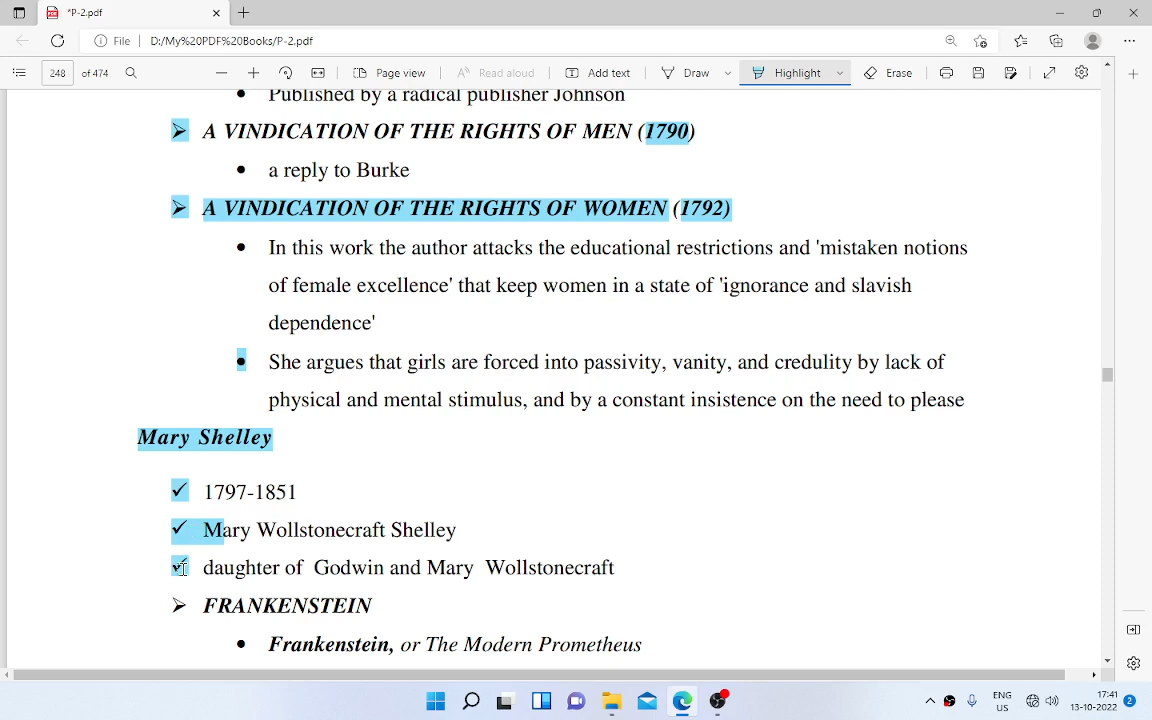 *P-2.pdf
File D:/My%20PDF%20Books/P-2.pdf
248 of 474 Page view Read aloud Add text Draw Highlight Erase
• Published by a radical publisher Johnson
➢ A VINDICATION OF THE RIGHTS OF MEN (1790)
• a reply to Burke
➢ A VINDICATION OF THE RIGHTS OF WOMEN (1792)
• In this work the author attacks the educational restrictions and 'mistaken notions
of female excellence' that keep women in a state of 'ignorance and slavish
dependence'
• She argues that girls are forced into passivity, vanity, and credulity by lack of
physical and mental stimulus, and by a constant insistence on the need to please
Mary Shelley
✓ 1797-1851
✓ Mary Wollstonecraft Shelley
✓ daughter of Godwin and Mary Wollstonecraft
➢ FRANKENSTEIN
• Frankenstein, or The Modern Prometheus
ENG 17:41
US 13-10-2022 2